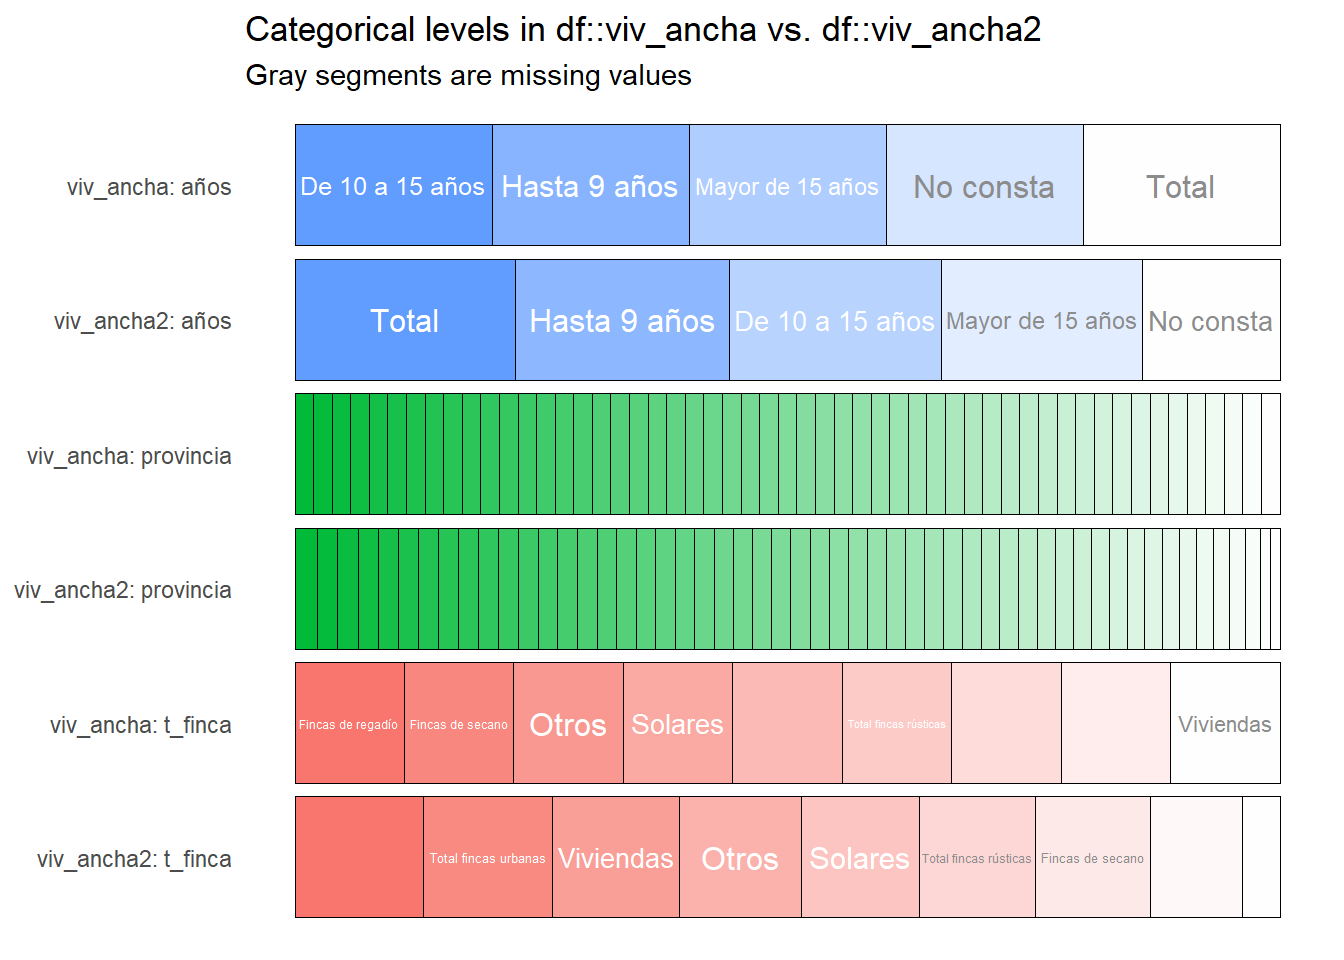 Categorical levels in df::viv_ancha vs. df::viv_ancha2
Gray segments are missing values
viv_ancha: años
De 10 a 15 años
Hasta 9 años
Mayor de 15 años
No consta
Total
viv_ancha2: años
Total
Hasta 9 años
De 10 a 15 años
Mayor de 15 años
No consta
viv_ancha: provincia
viv_ancha2: provincia
viv_ancha: t_finca
Fincas de regadío
Fincas de secano
Otros
Solares
Total fincas rústicas
Viviendas
viv_ancha2: t_finca
Total fincas urbanas
Viviendas
Otros
Solares
Total fincas rústicas
Fincas de secano